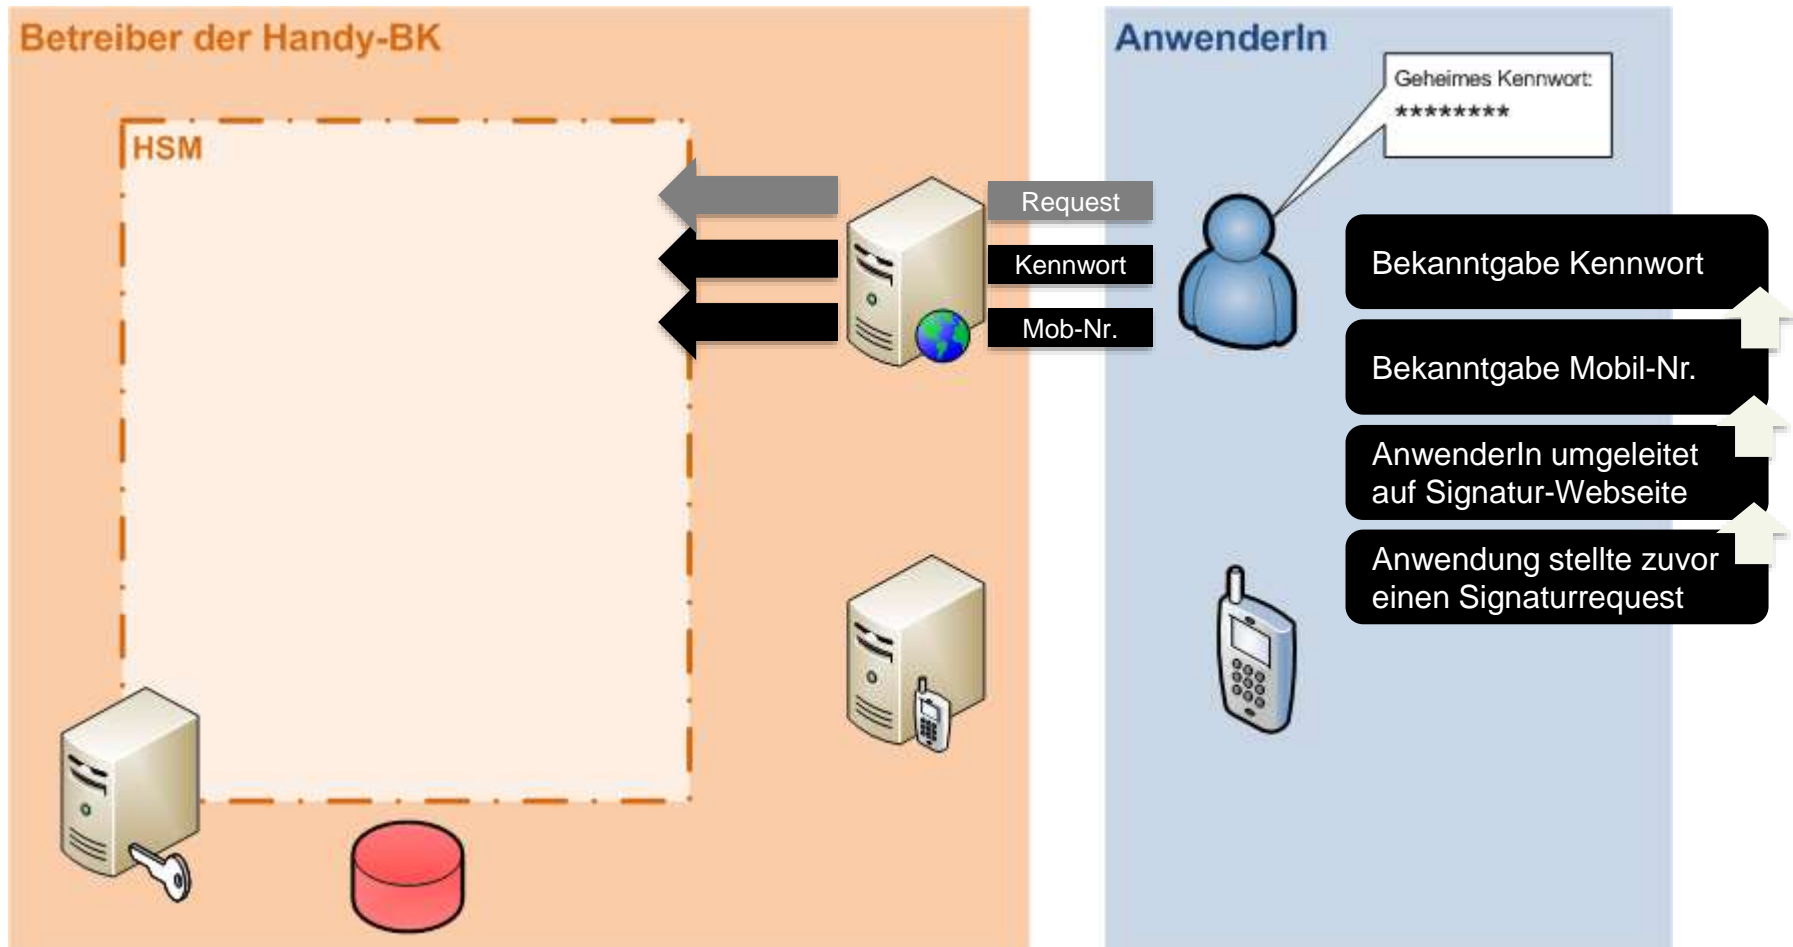 Betreiber der Handy-BK
AnwenderIn
Geheimes Kennwort:
********
HSM
Request
Kennwort
Mob-Nr.
Bekanntgabe Kennwort
Bekanntgabe Mobil-Nr.
AnwenderIn umgeleitet
auf Signatur-Webseite
Anwendung stellte zuvor
einen Signaturrequest